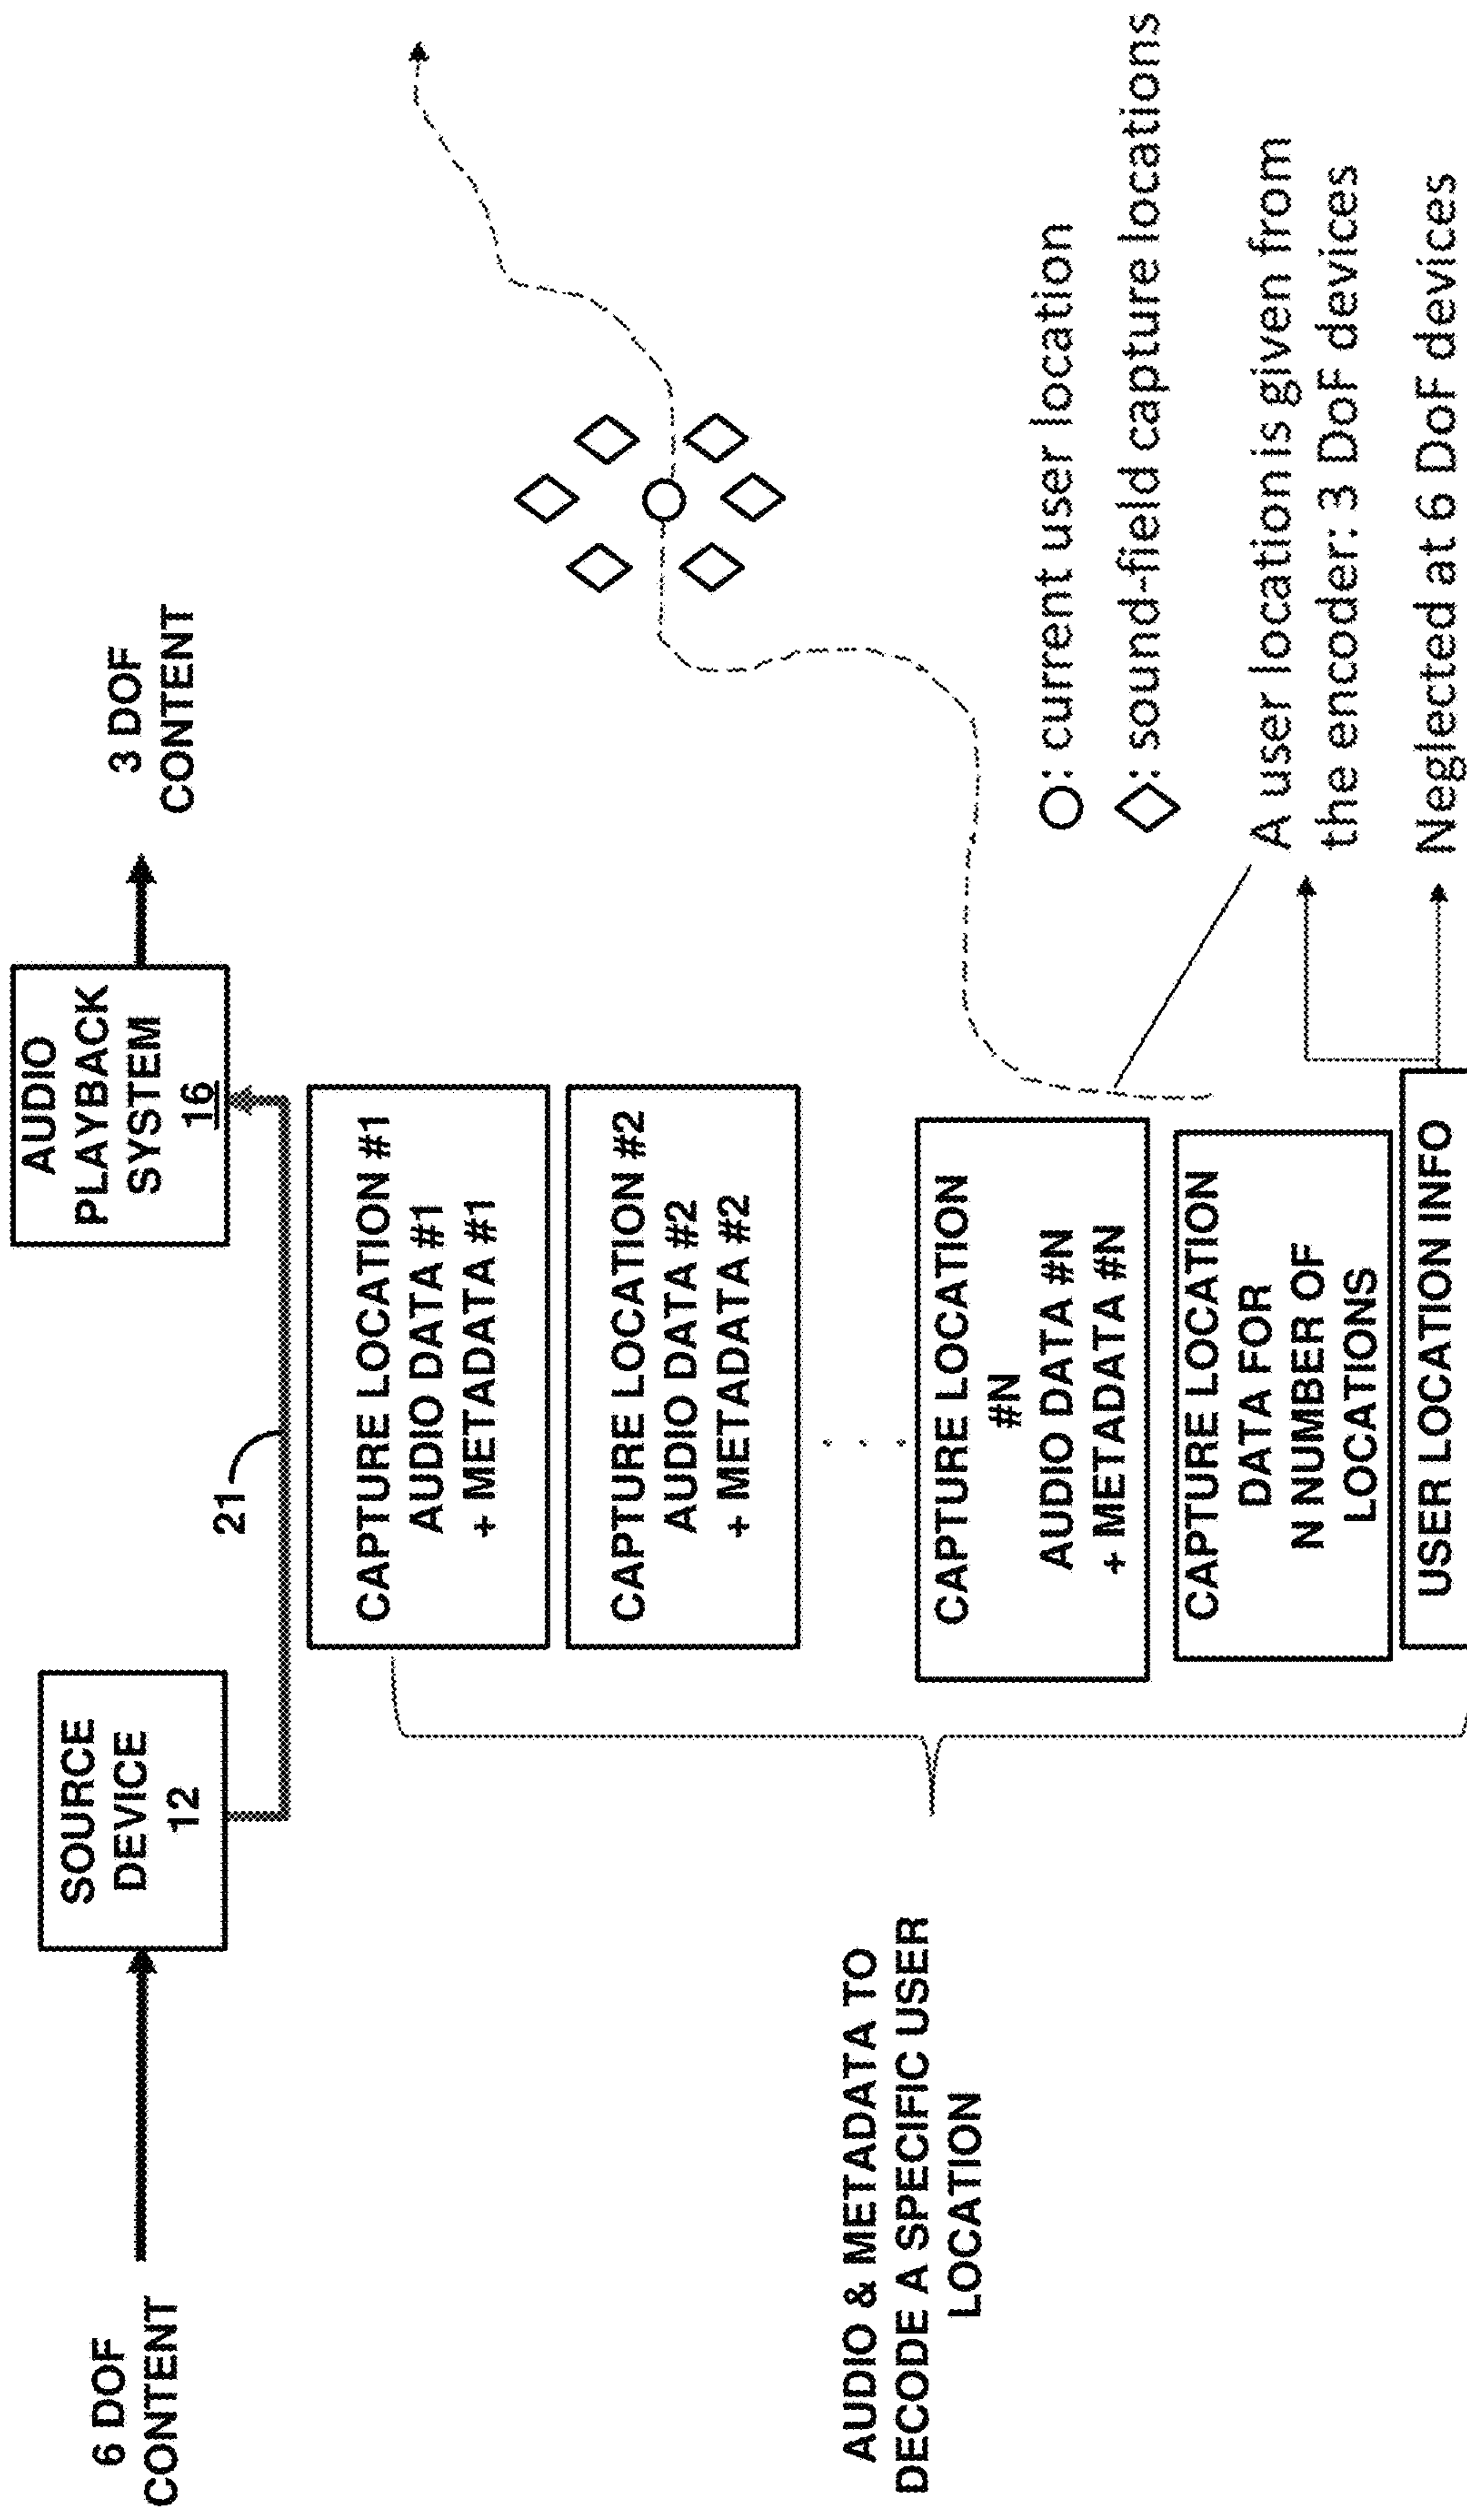 6 DOF
CONTENT
SOURCE
DEVICE
12
21
AUDIO
PLAYBACK
SYSTEM
16
3 DOF
CONTENT
AUDIO & METADATA TO
DECODE A SPECIFIC USER
LOCATION
CAPTURE LOCATION #1
AUDIO DATA #1
+ METADATA #1
CAPTURE LOCATION #2
AUDIO DATA #2
+ METADATA #2
. . .
CAPTURE LOCATION
#N
AUDIO DATA #N
+ METADATA #N
CAPTURE LOCATION
DATA FOR
N NUMBER OF
LOCATIONS
USER LOCATION INFO
: current user location
: sound-field capture locations
A user location is given from
the encoder: 3 DoF devices
Neglected at 6 DoF devices